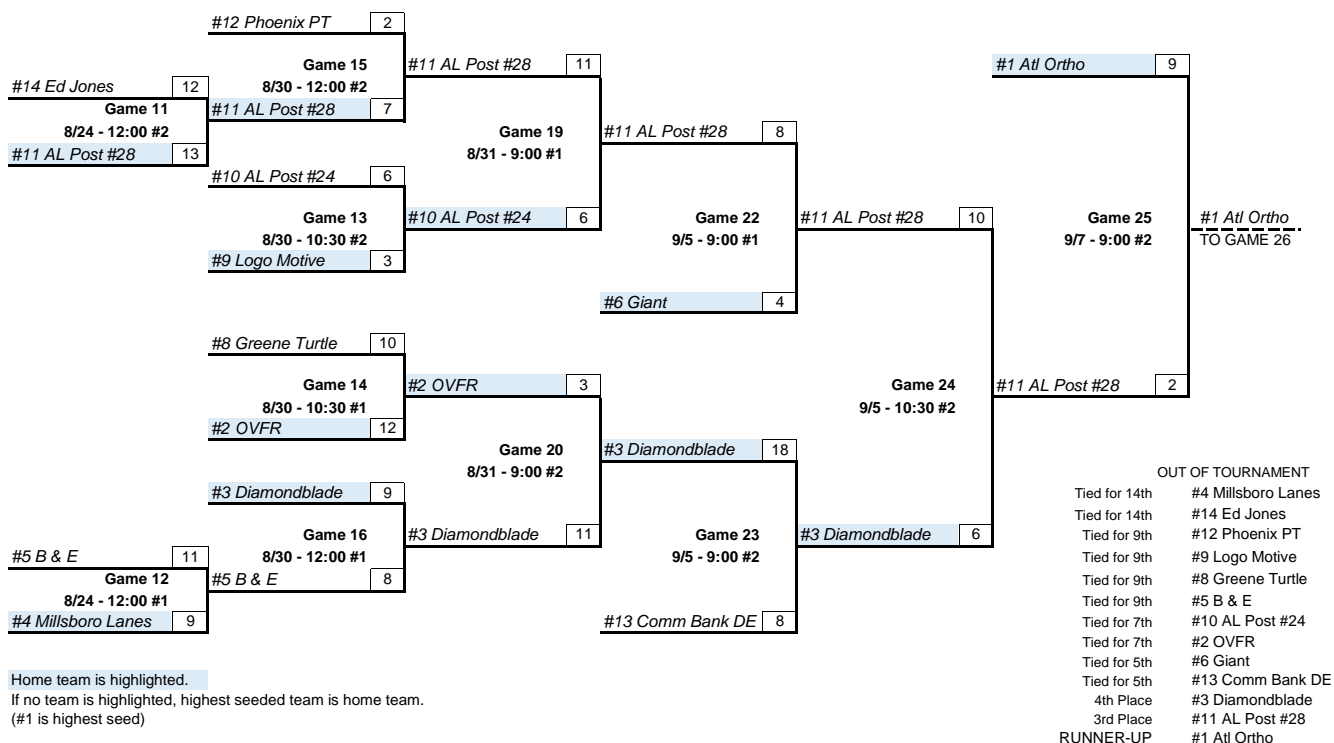 #12 Phoenix PT 2
Game 15
8/30 - 12:00 #2
#11 AL Post #28 7
#14 Ed Jones 12
Game 11
8/24 - 12:00 #2
#11 AL Post #28 13
#11 AL Post #28 11
Game 19
8/31 - 9:00 #1
#10 AL Post #24 6
#10 AL Post #24 6
Game 13
8/30 - 10:30 #2
#9 Logo Motive 3
#11 AL Post #28 8
Game 22
9/5 - 9:00 #1
#6 Giant 4
#8 Greene Turtle 10
Game 14
8/30 - 10:30 #1
#2 OVFR 12
#2 OVFR 3
Game 20
8/31 - 9:00 #2
#3 Diamondblade 11
#3 Diamondblade 9
Game 16
8/30 - 12:00 #1
#5 B & E 8
#5 B & E 11
Game 12
8/24 - 12:00 #1
#4 Millsboro Lanes 9
#3 Diamondblade 18
Game 23
9/5 - 9:00 #2
#13 Comm Bank DE 8
#11 AL Post #28 10
Game 24
9/5 - 10:30 #2
#3 Diamondblade 6
#1 Atl Ortho 9
Game 25
9/7 - 9:00 #2
#11 AL Post #28 2
#1 Atl Ortho
TO GAME 26
OUT OF TOURNAMENT
Tied for 14th #4 Millsboro Lanes
Tied for 14th #14 Ed Jones
Tied for 9th #12 Phoenix PT
Tied for 9th #9 Logo Motive
Tied for 9th #8 Greene Turtle
Tied for 9th #5 B & E
Tied for 7th #10 AL Post #24
Tied for 7th #2 OVFR
Tied for 5th #6 Giant
Tied for 5th #13 Comm Bank DE
4th Place #3 Diamondblade
3rd Place #11 AL Post #28
RUNNER-UP #1 Atl Ortho
Home team is highlighted.
If no team is highlighted, highest seeded team is home team.
(#1 is highest seed)